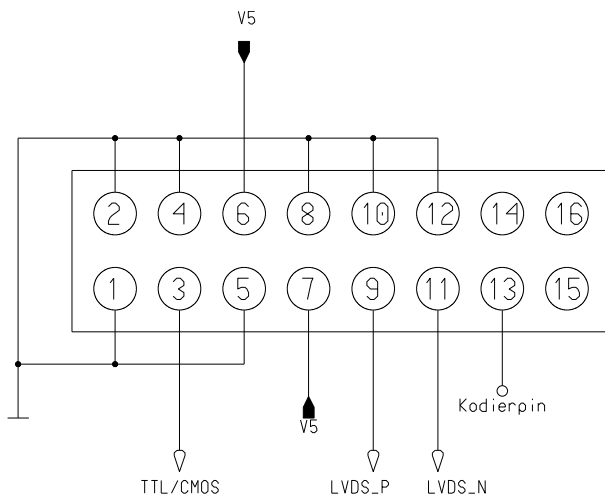 V5
2 4 6 8 10 12 14 16
1 3 5 7 9 11 13 15
Kodierpin
V5
TTL/CMOS LVDS_P LVDS_N